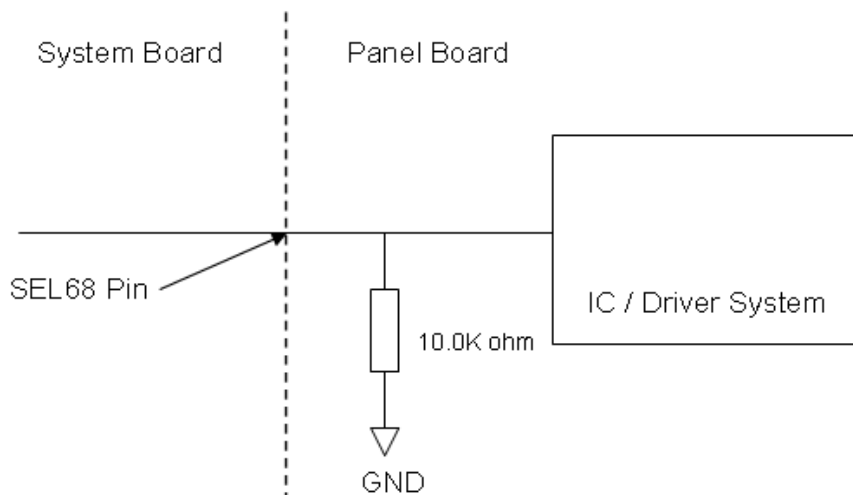 System Board
Panel Board
SEL68 Pin
IC / Driver System
10.0K ohm
GND